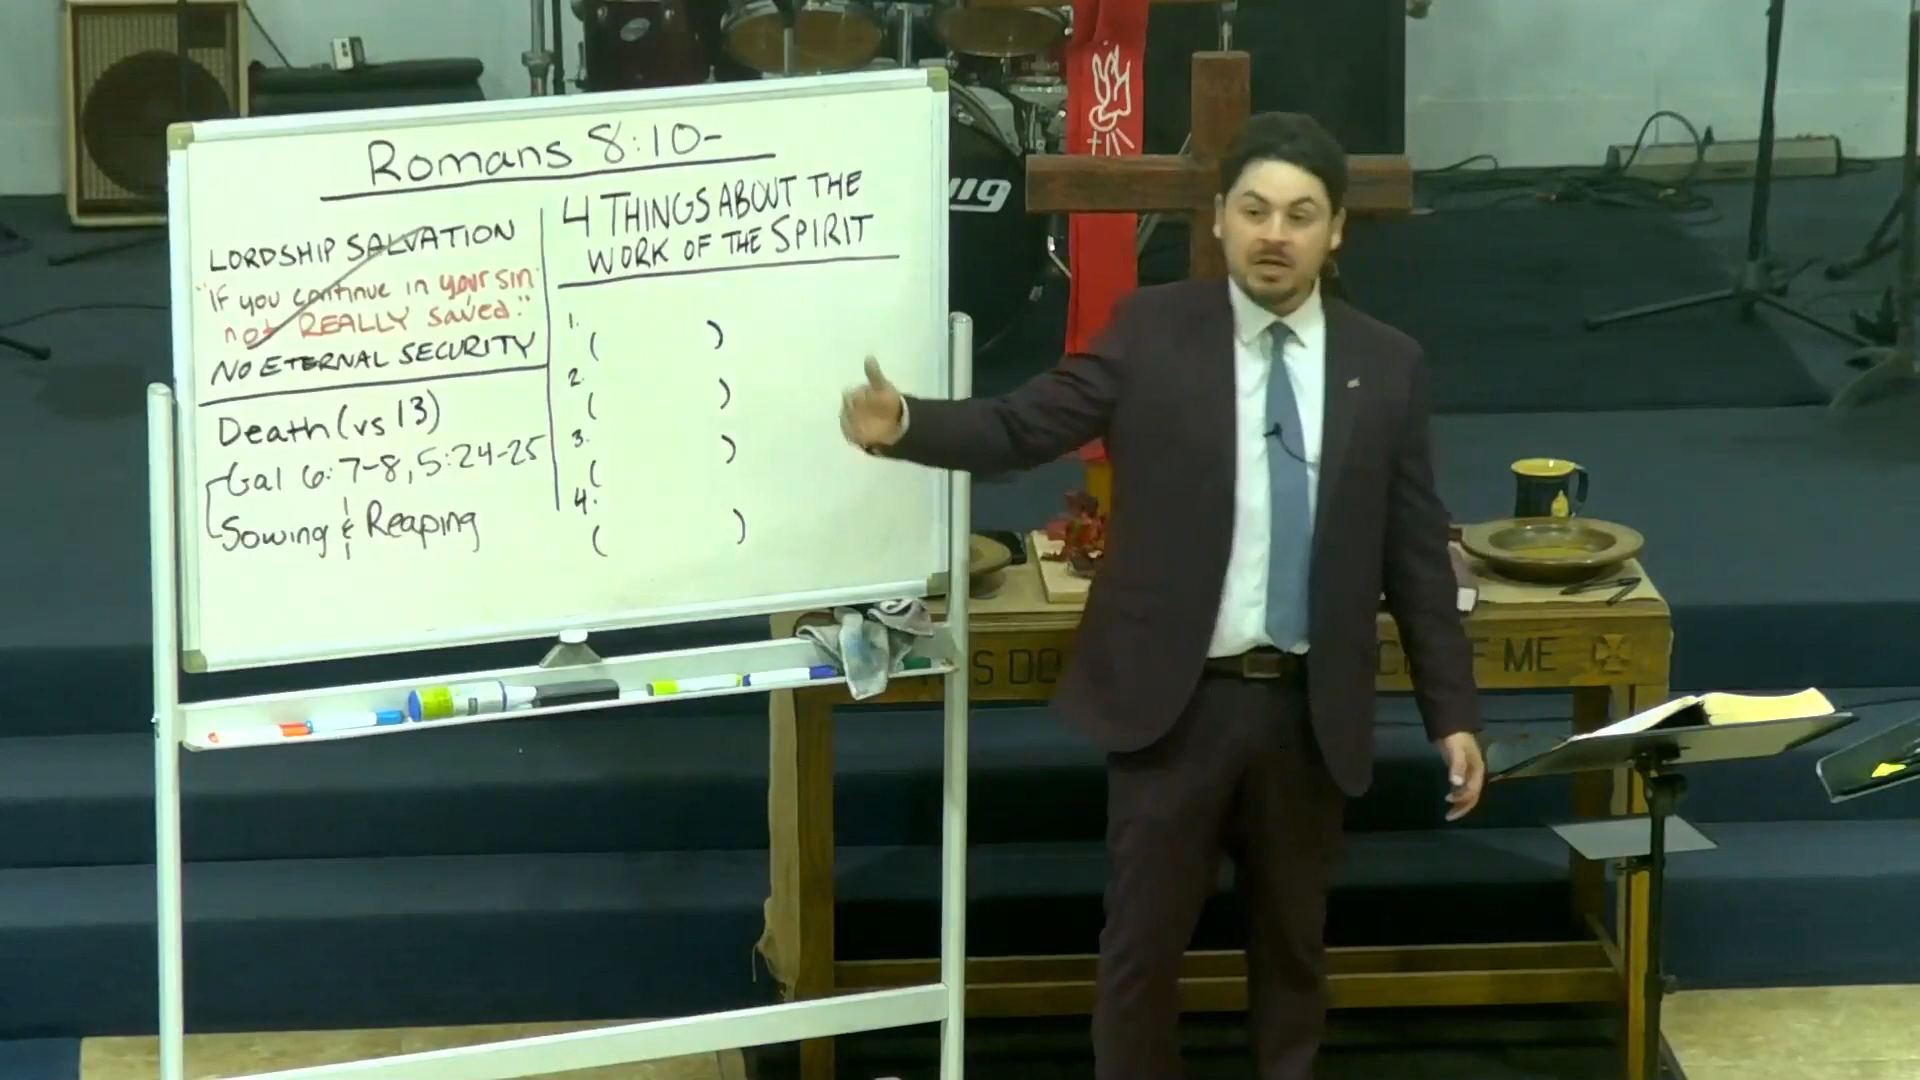 Romans 8:10-
LORDSHIP SALVATION
"If you continue in your sin
not REALLY saved."
NO ETERNAL SECURITY
Death (vs 13)
Gal 6:7-8, 5:24-25
Sowing & Reaping
4 THINGS ABOUT THE
WORK OF THE SPIRIT
1.
( )
2.
( )
3.
( )
4.
( )
S DO
F ME